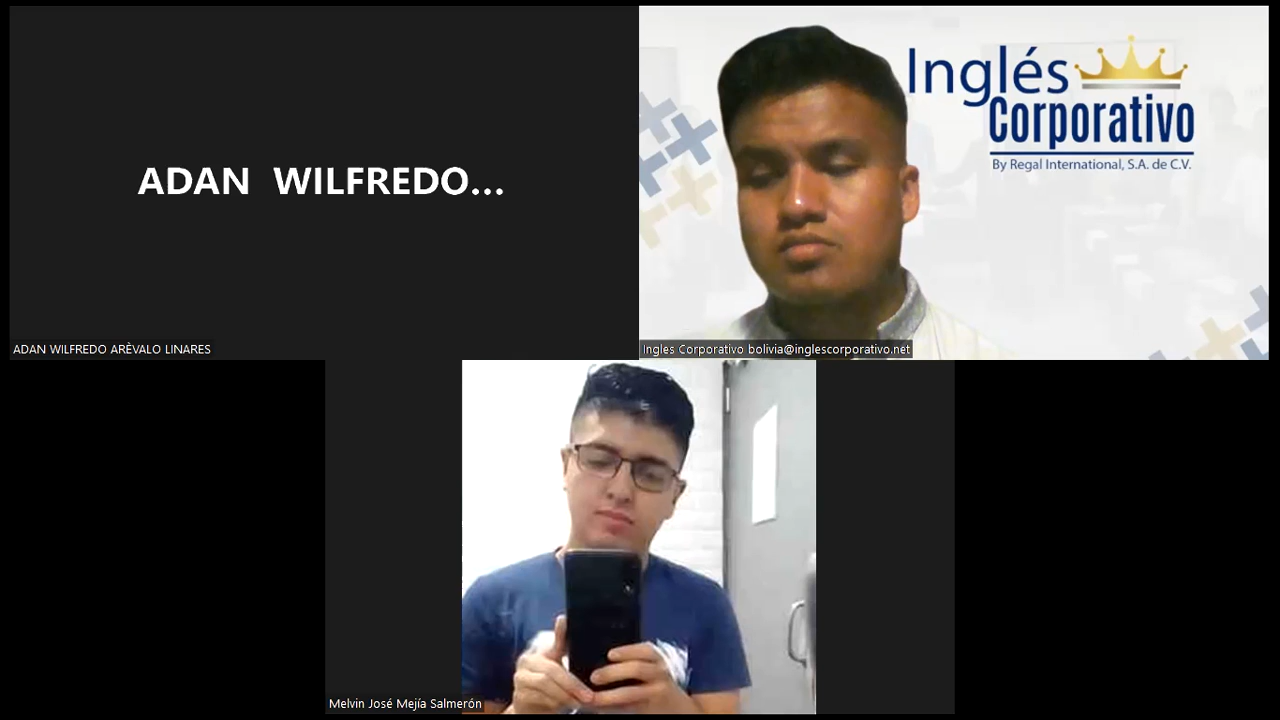 ADAN WILFREDO...
ADAN WILFREDO ARÈVALO LINARES
Inglés
Corporativo
By Regal International, S.A. de C.V.
Ingles Corporativo bolivia@inglescorporativo.net
Melvin José Mejía Salmerón